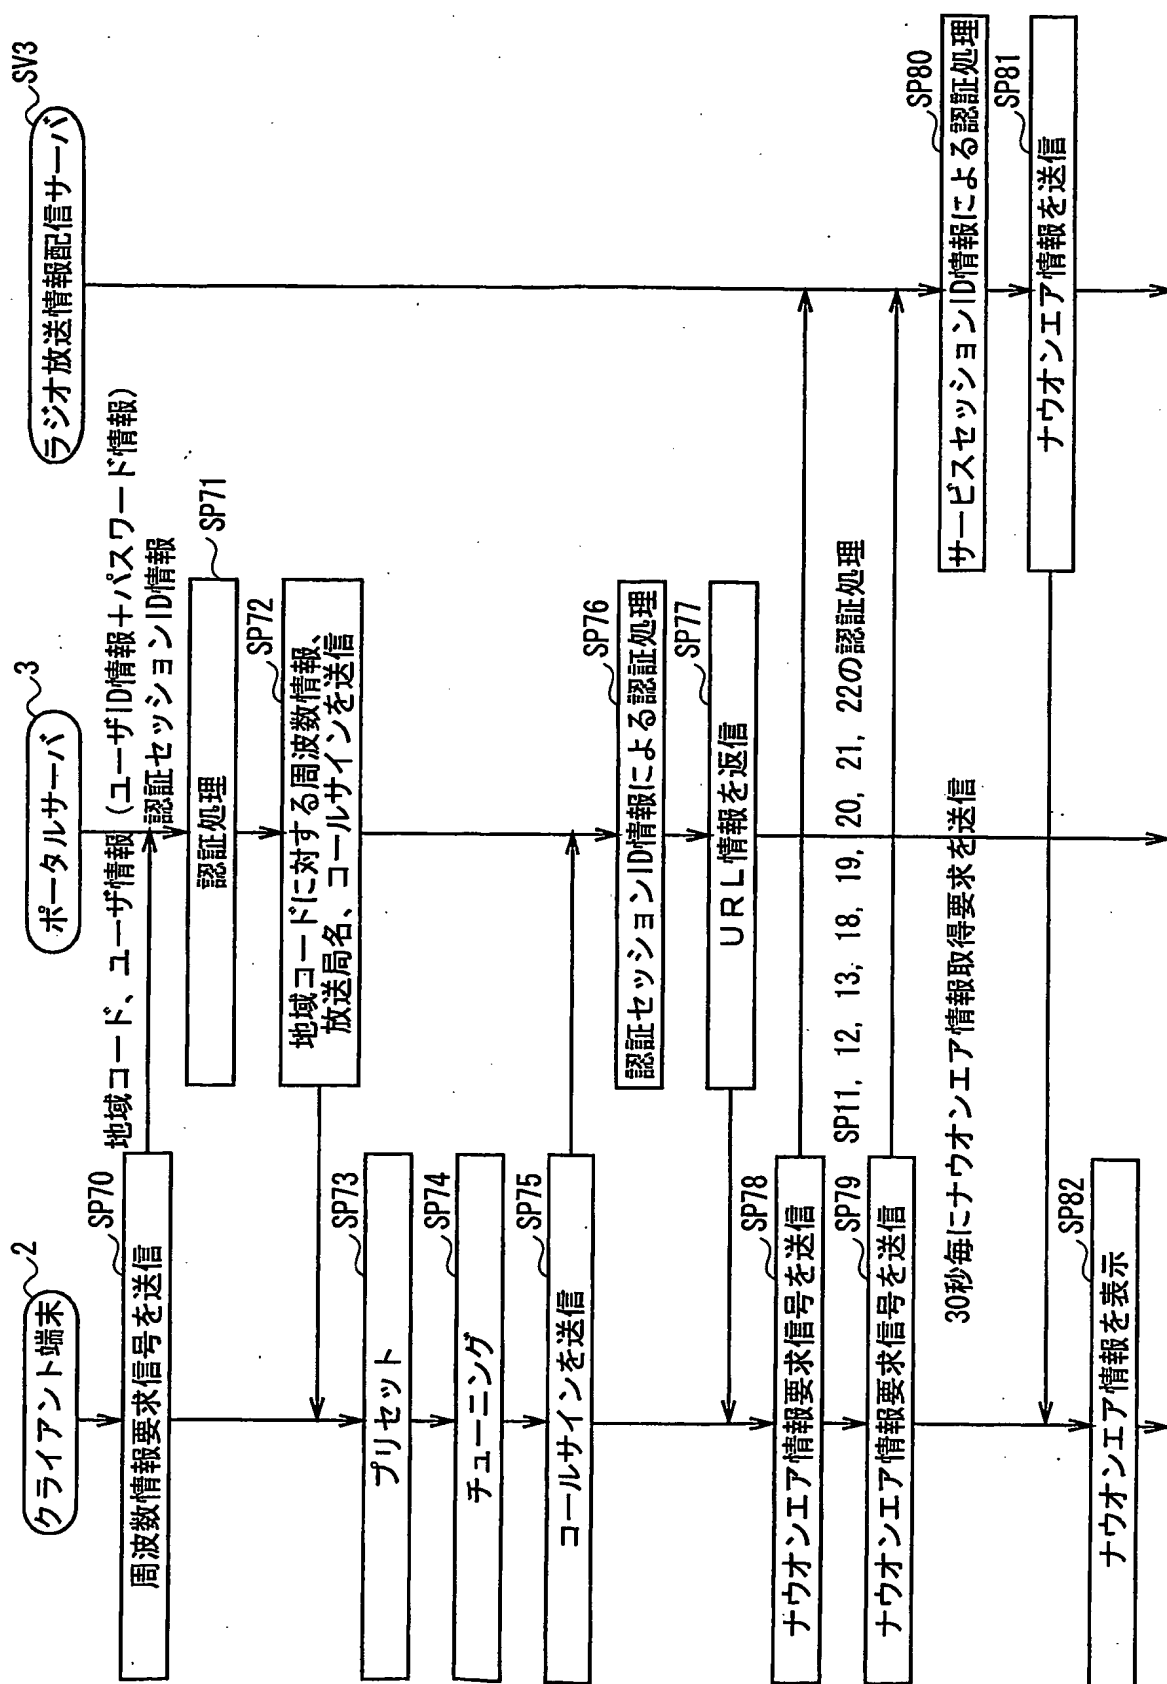 クライアント端末
2
ポータルサーバ
3
ラジオ放送情報配信サーバ
SV3
SP70
周波数情報要求信号を送信
地域コード、ユーザ情報（ユーザID情報＋パスワード情報）
認証セッションID情報
SP71
認証処理
SP72
地域コードに対する周波数情報、
放送局名、コールサインを送信
SP73
プリセット
SP74
チューニング
SP75
コールサインを送信
SP76
認証セッションID情報による認証処理
SP77
URL情報を返信
SP78
ナウオンエア情報要求信号を送信
SP11, 12, 13, 18, 19, 20, 21, 22の認証処理
SP79
ナウオンエア情報要求信号を送信
SP80
サービスセッションID情報による認証処理
30秒毎にナウオンエア情報取得要求を送信
SP81
ナウオンエア情報を送信
SP82
ナウオンエア情報を表示